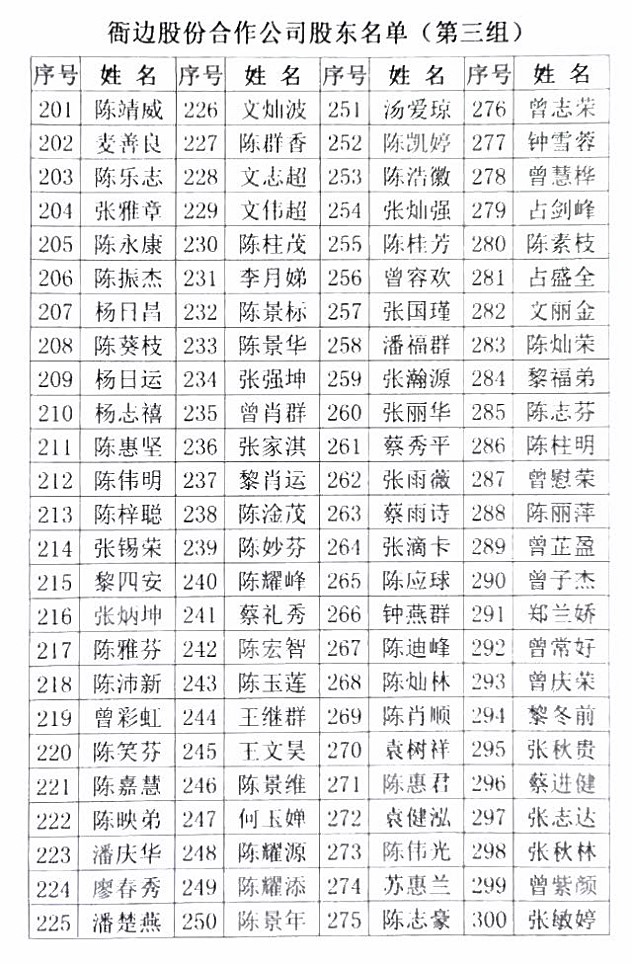 衙边股份合作公司股东名单（第三组）
序号 姓名 序号 姓名 序号 姓名 序号 姓名
201 陈靖威 226 文灿波 251 汤爱琼 276 曾志荣
202 麦善良 227 陈群香 252 陈凯婷 277 钟雪蓉
203 陈乐志 228 文志超 253 陈浩徽 278 曾慧桦
204 张雅章 229 文伟超 254 张灿强 279 占剑峰
205 陈永康 230 陈柱茂 255 陈桂芳 280 陈素枝
206 陈振杰 231 李月娣 256 曾容欢 281 占盛全
207 杨日昌 232 陈景标 257 张国瑾 282 文丽金
208 陈葵枝 233 陈景华 258 潘福群 283 陈灿荣
209 杨日运 234 张强坤 259 张瀚源 284 黎福弟
210 杨志禧 235 曾肖群 260 张丽华 285 陈志芬
211 陈惠坚 236 张家淇 261 蔡秀平 286 陈柱明
212 陈伟明 237 黎肖运 262 张雨薇 287 曾慰荣
213 陈梓聪 238 陈淦茂 263 蔡雨诗 288 陈丽萍
214 张锡荣 239 陈妙芬 264 张滴卡 289 曾芷盈
215 黎四安 240 陈耀峰 265 陈应球 290 曾子杰
216 张炳坤 241 蔡礼秀 266 钟燕群 291 郑兰娇
217 陈雅芬 242 陈宏智 267 陈迪峰 292 曾常好
218 陈沛新 243 陈玉莲 268 陈灿林 293 曾庆荣
219 曾彩虹 244 王继群 269 陈肖顺 294 黎冬前
220 陈笑芬 245 王文昊 270 袁树祥 295 张秋贵
221 陈嘉慧 246 陈景维 271 陈惠君 296 蔡进健
222 陈映弟 247 何玉婵 272 袁健泓 297 张志达
223 潘庆华 248 陈耀源 273 陈伟光 298 张秋林
224 廖春秀 249 陈耀添 274 苏惠兰 299 曾紫颜
225 潘楚燕 250 陈景年 275 陈志豪 300 张敏婷